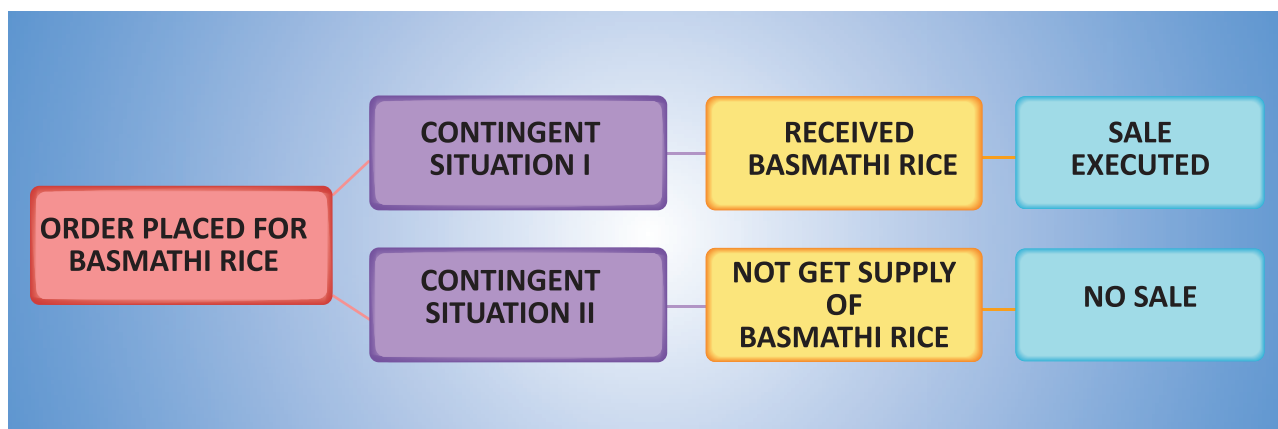 ORDER PLACED FOR
BASMATHI RICE
CONTINGENT
SITUATION I
RECEIVED
BASMATHI RICE
SALE
EXECUTED
CONTINGENT
SITUATION II
NOT GET SUPPLY
OF
BASMATHI RICE
NO SALE